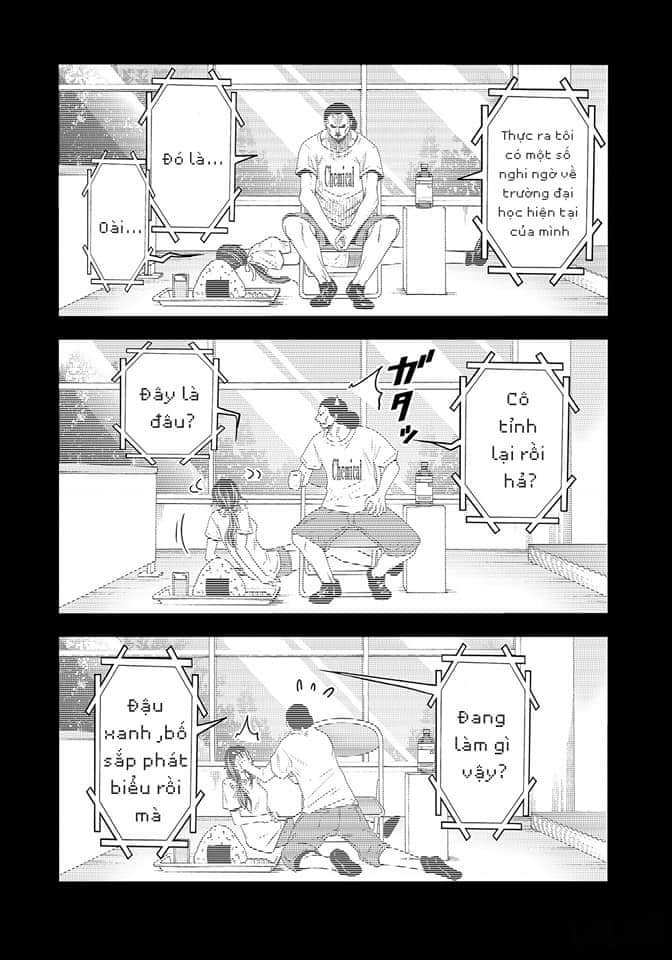 Thực ra tôi
có một số
nghi ngờ về
trường đại
học hiện tại
của mình
Chemical
Đó là...
Oài...
Cô
tỉnh
lại rồi
hả?
ガタッ
Chemical
Đây là
đâu?
Đang
làm gì
vậy?
Đậu
xanh ,bố
sắp phát
biểu rồi
mà